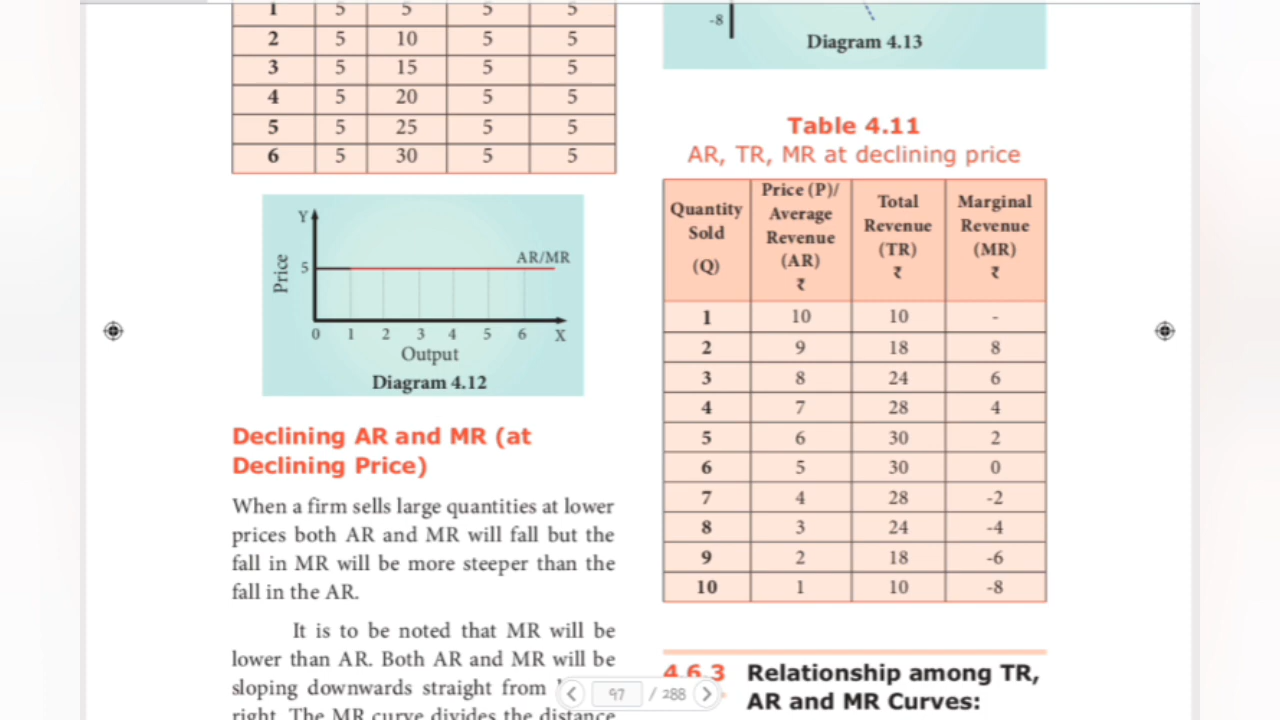 1 5 5 5 5
2 5 10 5 5
3 5 15 5 5
4 5 20 5 5
5 5 25 5 5
6 5 30 5 5
Y
AR/MR
Price
5
0 1 2 3 4 5 6 X
Output
Diagram 4.12
Declining AR and MR (at
Declining Price)
When a firm sells large quantities at lower
prices both AR and MR will fall but the
fall in MR will be more steeper than the
fall in the AR.
It is to be noted that MR will be
lower than AR. Both AR and MR will be
sloping downwards straight from
right. The MR curve divides the distance
-8
Diagram 4.13
Table 4.11
AR, TR, MR at declining price
Quantity Sold (Q) Price (P)/ Average Revenue (AR) ₹ Total Revenue (TR) ₹ Marginal Revenue (MR) ₹
1 10 10 -
2 9 18 8
3 8 24 6
4 7 28 4
5 6 30 2
6 5 30 0
7 4 28 -2
8 3 24 -4
9 2 18 -6
10 1 10 -8
4.6.3 Relationship among TR,
AR and MR Curves:
97 / 288